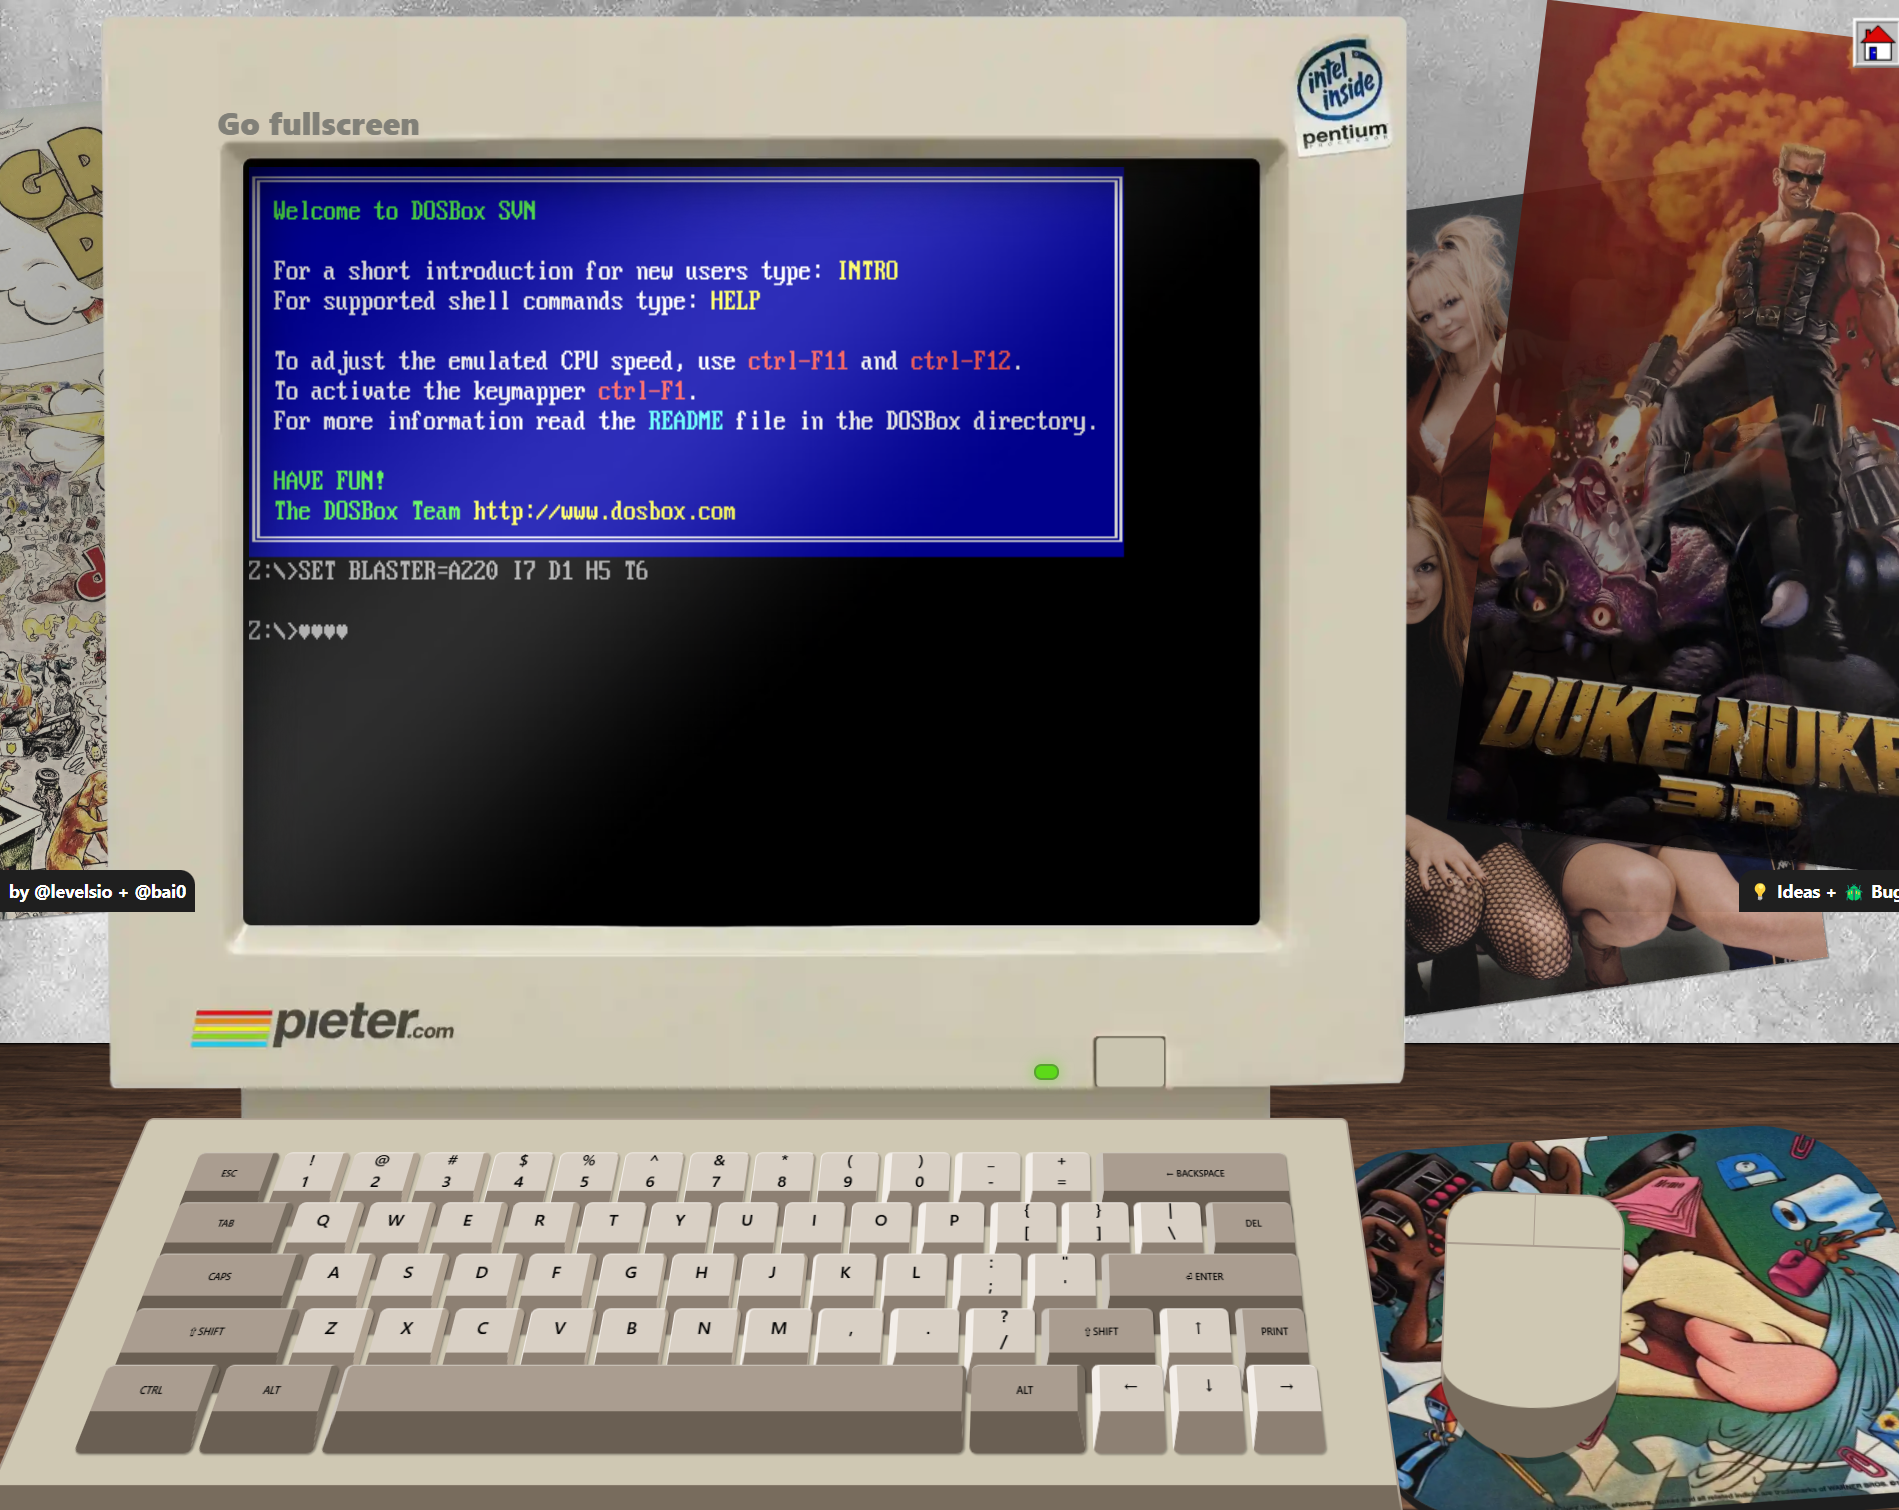 Go fullscreen
intel
inside
pentium
Welcome to DOSBox SVN
For a short introduction for new users type: INTRO
For supported shell commands type: HELP
To adjust the emulated CPU speed, use ctrl-F11 and ctrl-F12.
To activate the keymapper ctrl-F1.
For more information read the README file in the DOSBox directory.
HAVE FUN!
The DOSBox Team http://www.dosbox.com
Z:\>SET BLASTER=A220 I7 D1 H5 T6
Z:\>♥♥♥♥
DUKE NUKE
3D
by @levelsio + @bai0
💡 Ideas + 🪲 Bug
pieter.com
ESC ! 1 @ 2 # 3 $ 4 % 5 ^ 6 & 7 * 8 ( 9 ) 0 _ - + = ← BACKSPACE
TAB Q W E R T Y U I O P { [ } ] | \ DEL
CAPS A S D F G H J K L : ; " . ⏎ ENTER
⇧ SHIFT Z X C V B N M , . ? / ⇧ SHIFT ↑ PRINT
CTRL ALT ALT ← ↓ →